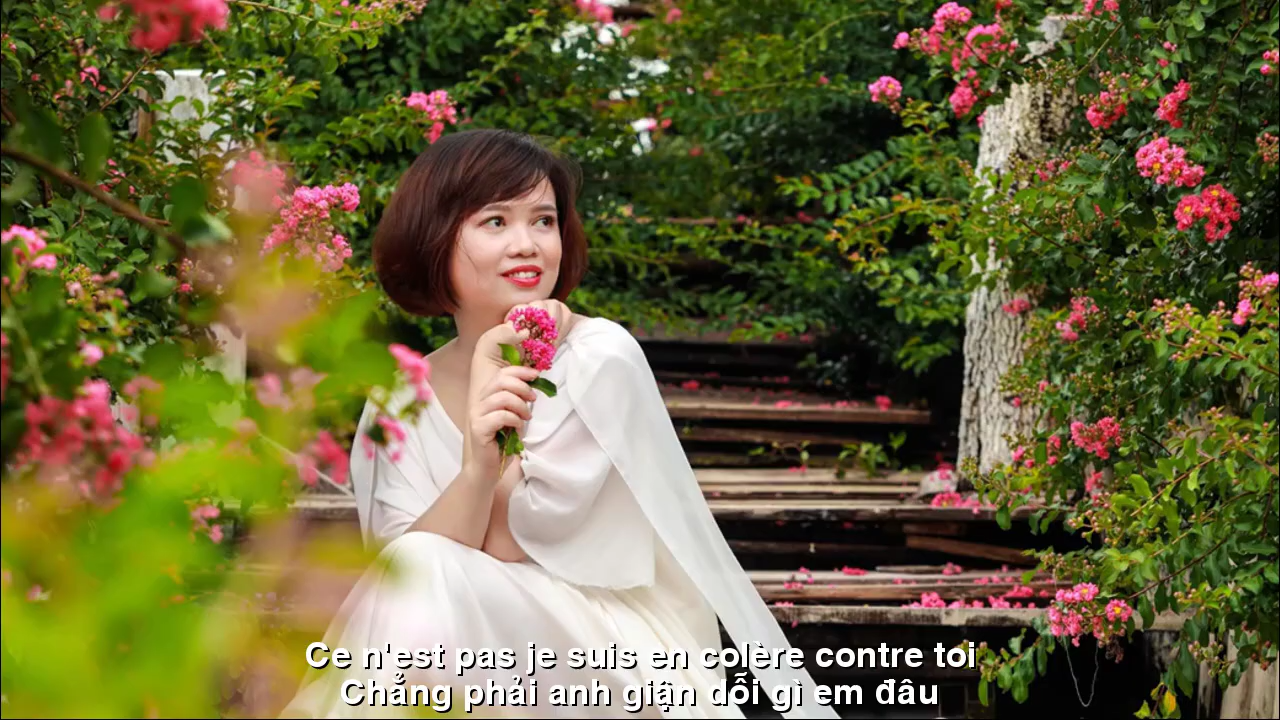 Ce n'est pas je suis en colère contre toi
Chẳng phải anh giận dỗi gì em đâu